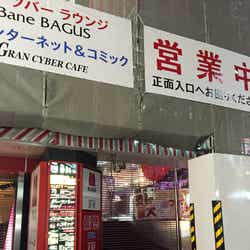 バー ラウンジ
Bane BAGUS
ンターネット＆コミック
GRAN CYBER CAFE
営業中
正面入口へお回りください